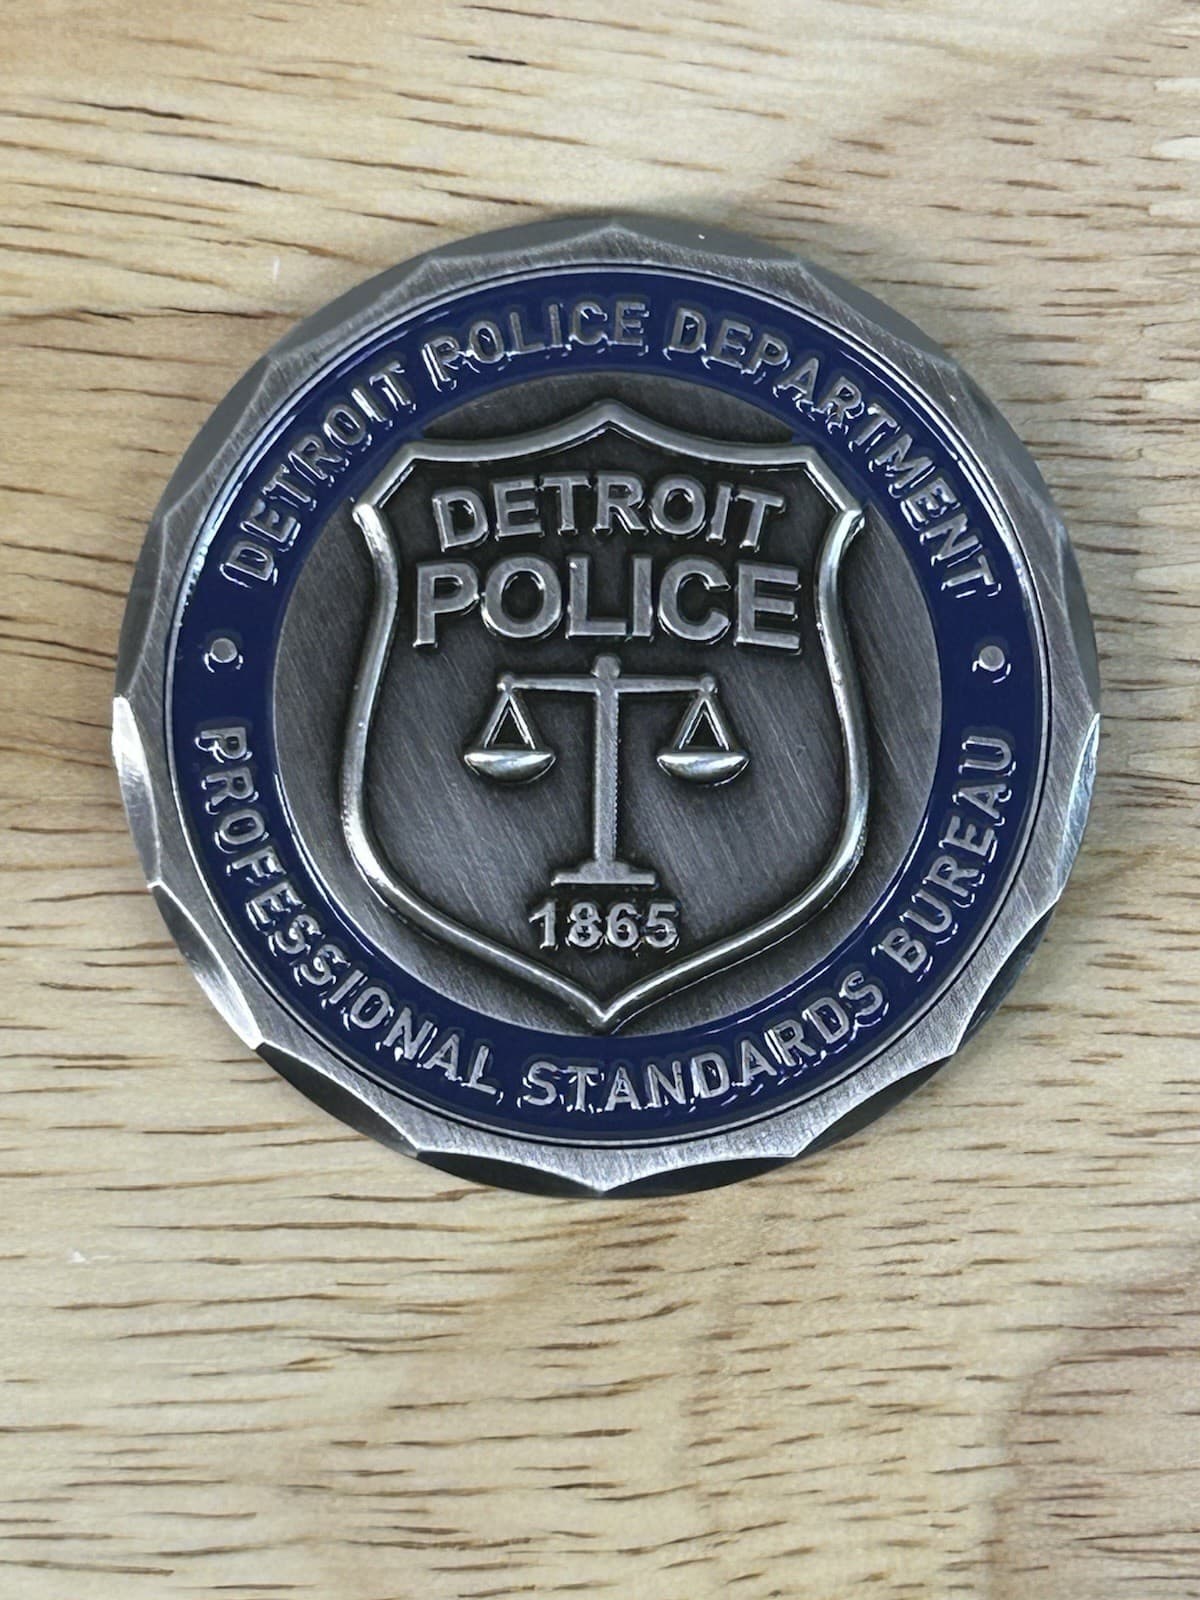 DETROIT POLICE DEPARTMENT
DETROIT
POLICE
1865
PROFESSIONAL STANDARDS BUREAU